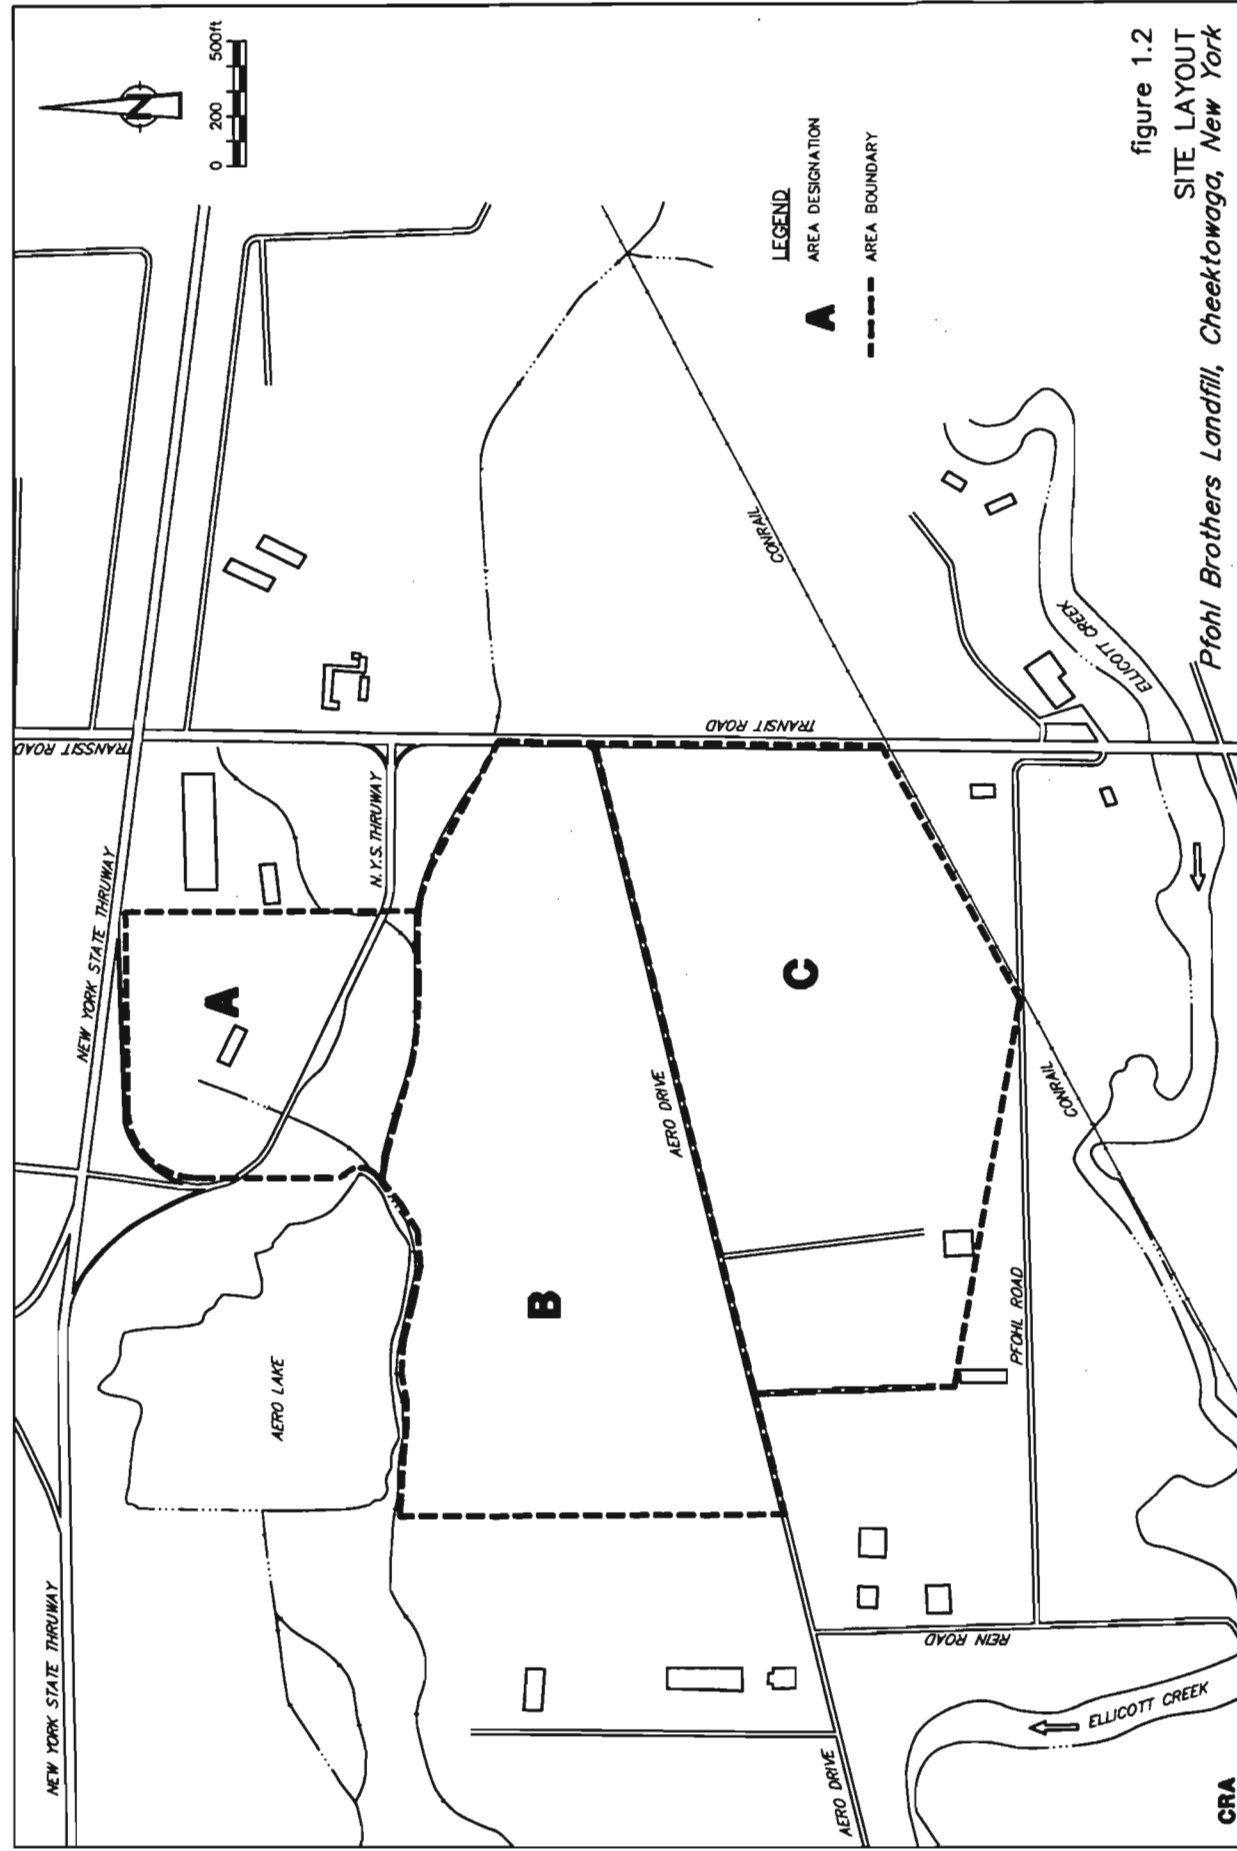 NEW YORK STATE THRUWAY
NEW YORK STATE THRUWAY
TRANSSIT ROAD
N
0 200 500ft
A
N.Y.S. THRUWAY
AERO LAKE
B
AERO DRIVE
TRANSIT ROAD
C
CONRAIL
LEGEND
A AREA DESIGNATION
AREA BOUNDARY
AERO DRIVE
REIN ROAD
PFOHL ROAD
CONRAIL
ELLICOTT CREEK
ELLICOTT CREEK
CRA
figure 1.2
SITE LAYOUT
Pfohl Brothers Landfill, Cheektowaga, New York